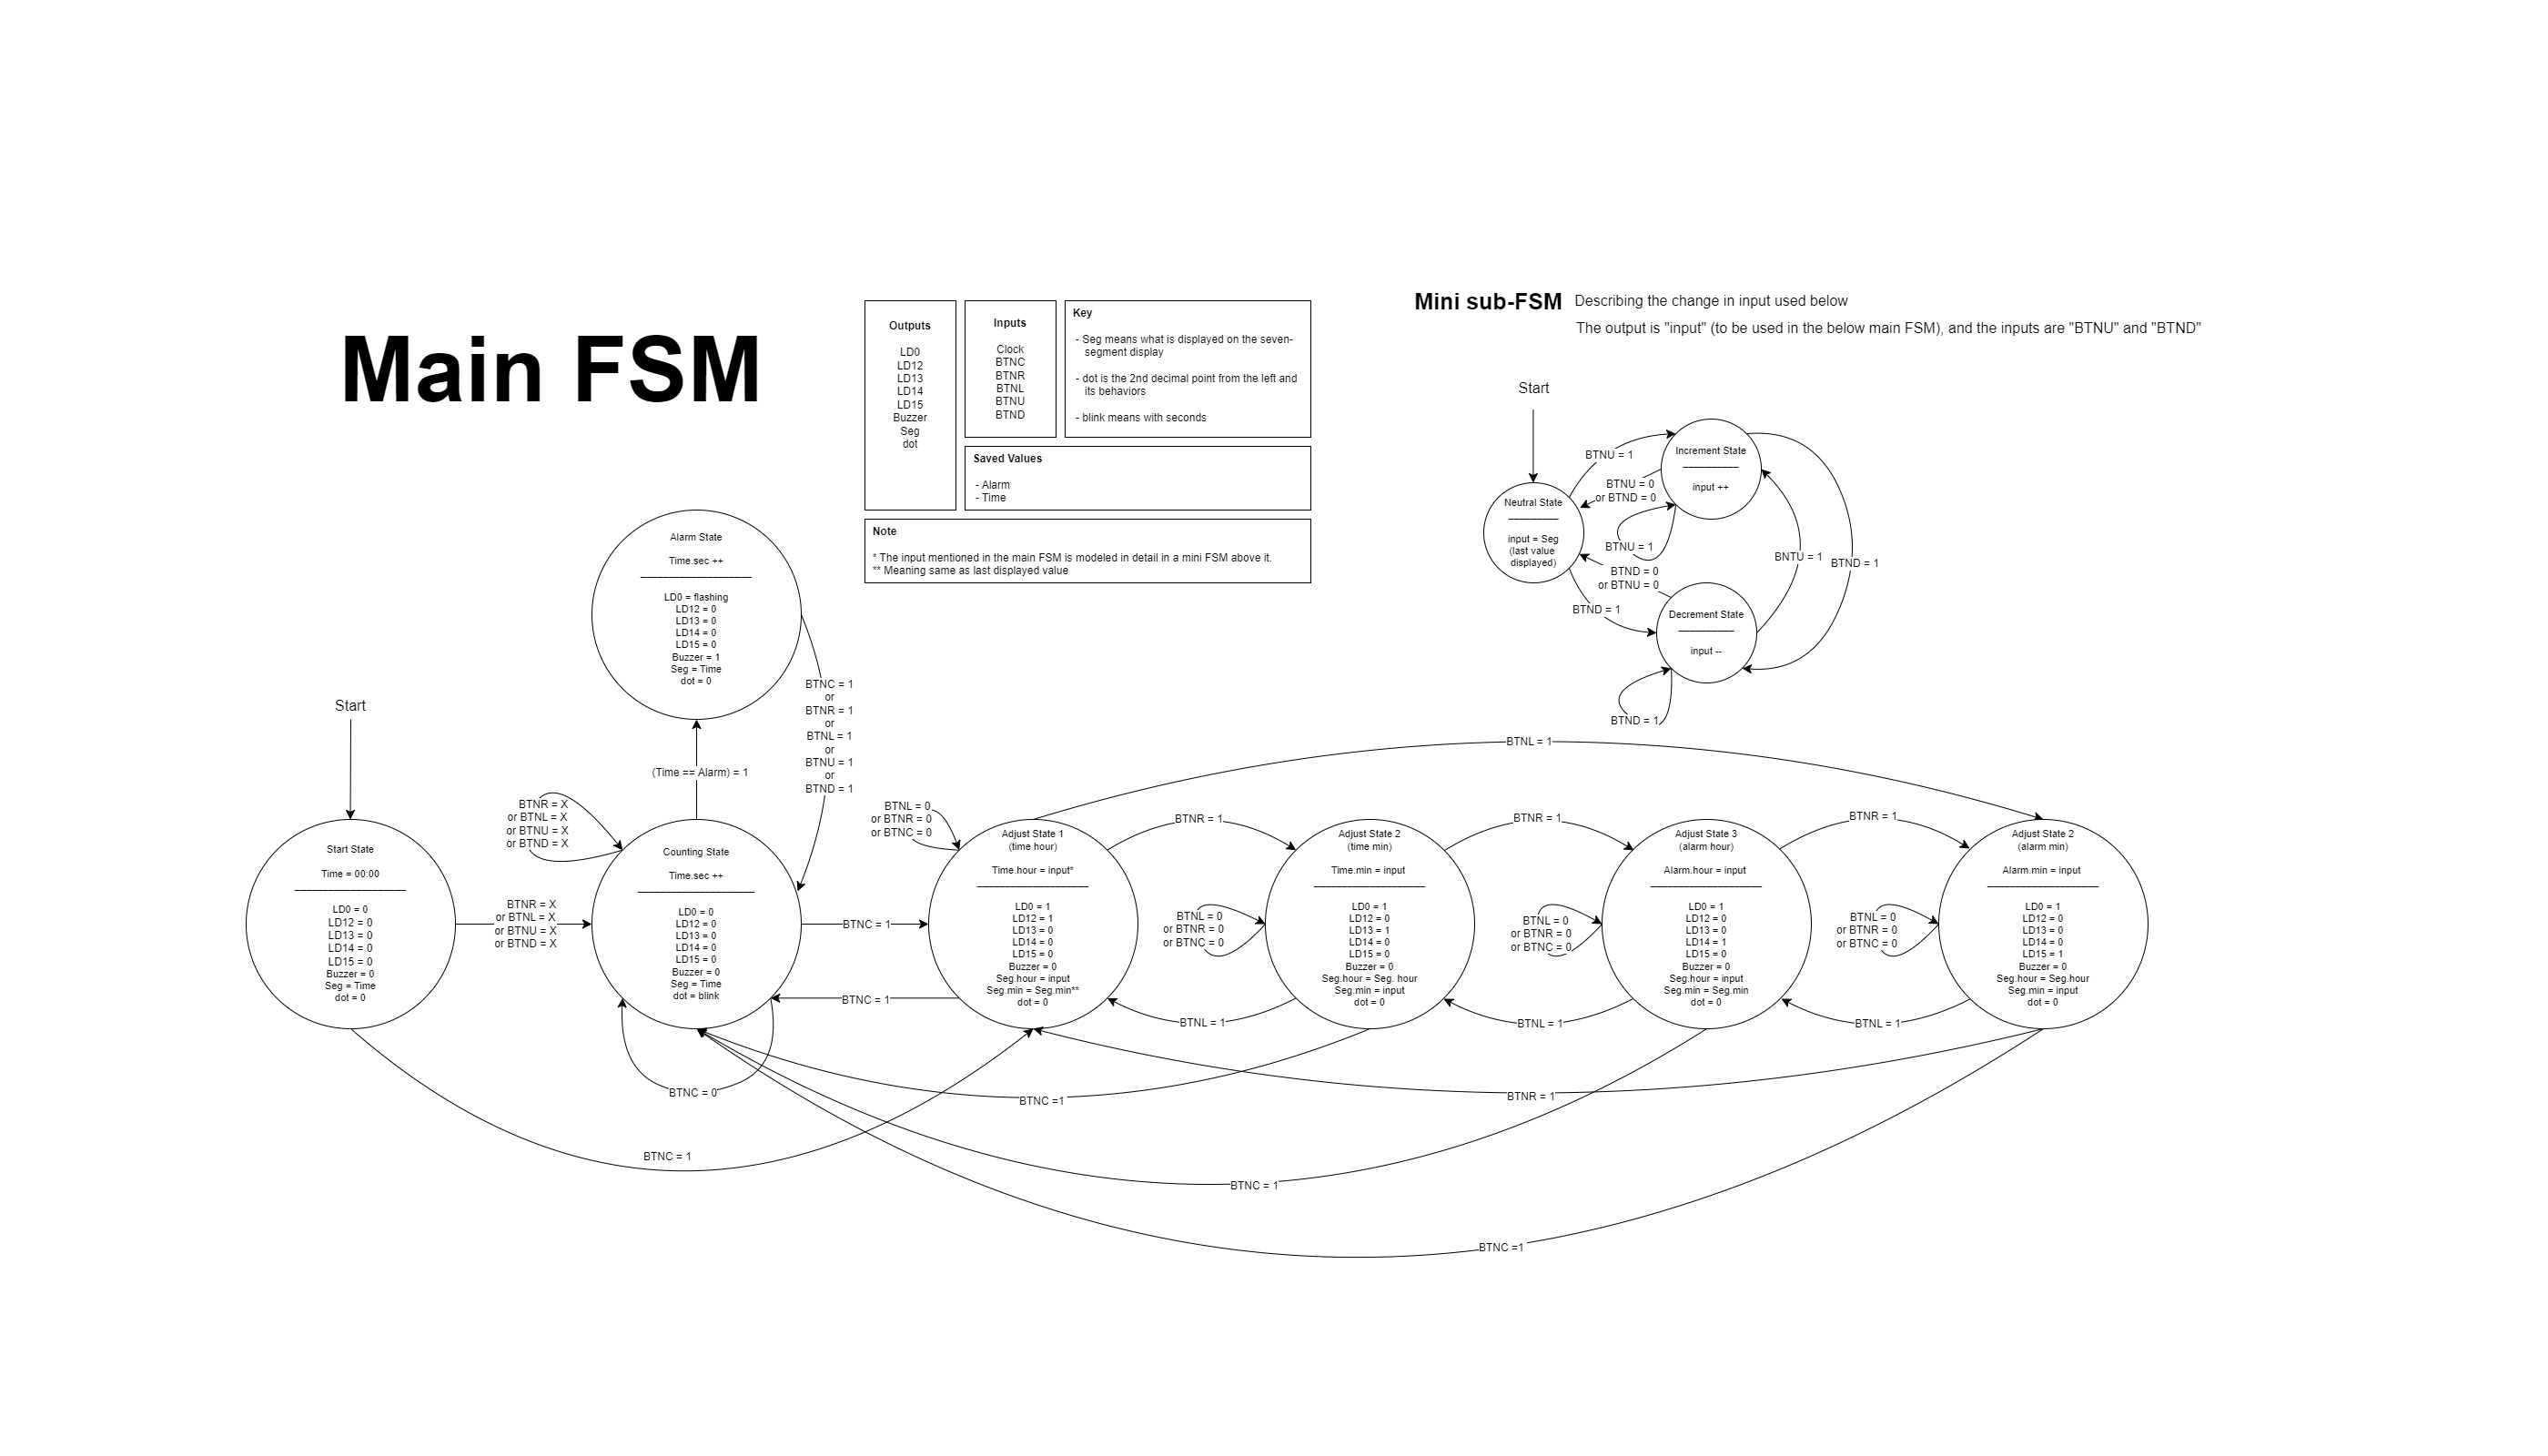 Main FSM
Outputs
LD0
LD12
LD13
LD14
LD15
Buzzer
Seg
dot
Inputs
Clock
BTNC
BTNR
BTNL
BTNU
BTND
Key
- Seg means what is displayed on the seven-
segment display
- dot is the 2nd decimal point from the left and
its behaviors
- blink means with seconds
Saved Values
- Alarm
- Time
Note
* The input mentioned in the main FSM is modeled in detail in a mini FSM above it.
** Meaning same as last displayed value
Mini sub-FSM
Describing the change in input used below
The output is "input" (to be used in the below main FSM), and the inputs are "BTNU" and "BTND"
Start
Neutral State
input = Seg
(last value
displayed)
BTNU = 1
BTNU = 0
or BTND = 0
BTNU = 1
Increment State
input ++
BNTU = 1
BTND = 1
BTND = 0
or BTNU = 0
BTND = 1
Decrement State
input --
BTND = 1
Alarm State
Time.sec ++
LD0 = flashing
LD12 = 0
LD13 = 0
LD14 = 0
LD15 = 0
Buzzer = 1
Seg = Time
dot = 0
BTNC = 1
or
BTNR = 1
or
BTNL = 1
or
BTNU = 1
or
BTND = 1
(Time == Alarm) = 1
Start
Start State
Time = 00:00
LD0 = 0
LD12 = 0
LD13 = 0
LD14 = 0
LD15 = 0
Buzzer = 0
Seg = Time
dot = 0
BTNR = X
or BTNL = X
or BTNU = X
or BTND = X
BTNR = X
or BTNL = X
or BTNU = X
or BTND = X
Counting State
Time.sec ++
LD0 = 0
LD12 = 0
LD13 = 0
LD14 = 0
LD15 = 0
Buzzer = 0
Seg = Time
dot = blink
BTNC = 1
BTNC = 1
BTNC = 0
BTNL = 0
or BTNR = 0
or BTNC = 0
Adjust State 1
(time hour)
Time.hour = input*
LD0 = 1
LD12 = 1
LD13 = 0
LD14 = 0
LD15 = 0
Buzzer = 0
Seg.hour = input
Seg.min = Seg.min**
dot = 0
BTNL = 1
BTNR = 1
BTNL = 0
or BTNR = 0
or BTNC = 0
BTNL = 1
Adjust State 2
(time min)
Time.min = input
LD0 = 1
LD12 = 0
LD13 = 1
LD14 = 0
LD15 = 0
Buzzer = 0
Seg.hour = Seg. hour
Seg.min = input
dot = 0
BTNR = 1
BTNL = 0
or BTNR = 0
or BTNC = 0
BTNL = 1
Adjust State 3
(alarm hour)
Alarm.hour = input
LD0 = 1
LD12 = 0
LD13 = 0
LD14 = 1
LD15 = 0
Buzzer = 0
Seg.hour = input
Seg.min = Seg.min
dot = 0
BTNR = 1
BTNL = 0
or BTNR = 0
or BTNC = 0
BTNL = 1
Adjust State 2
(alarm min)
Alarm.min = input
LD0 = 1
LD12 = 0
LD13 = 0
LD14 = 0
LD15 = 1
Buzzer = 0
Seg.hour = Seg.hour
Seg.min = input
dot = 0
BTNC =1
BTNR = 1
BTNC = 1
BTNC = 1
BTNC =1